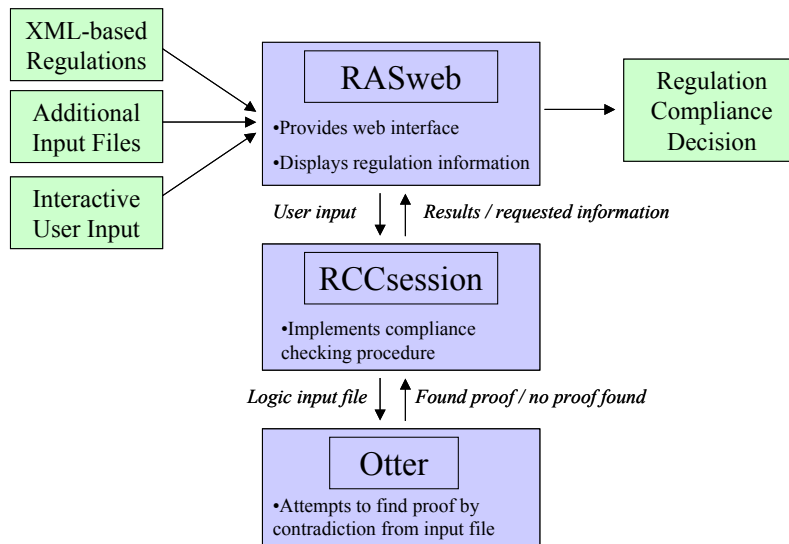 XML-based
Regulations
Additional
Input Files
Interactive
User Input
RASweb
•Provides web interface
•Displays regulation information
Regulation
Compliance
Decision
User input
Results / requested information
RCCsession
•Implements compliance
checking procedure
Logic input file
Found proof / no proof found
Otter
•Attempts to find proof by
contradiction from input file